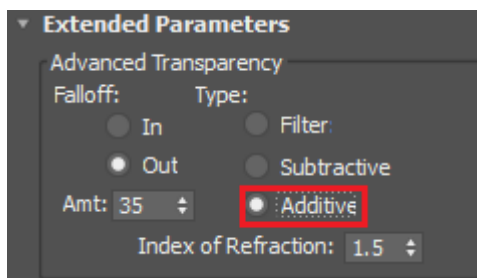 Extended Parameters
Advanced Transparency
Falloff: Type:
In Filter:
Out Subtractive
Amt: 35 Additive
Index of Refraction: 1.5